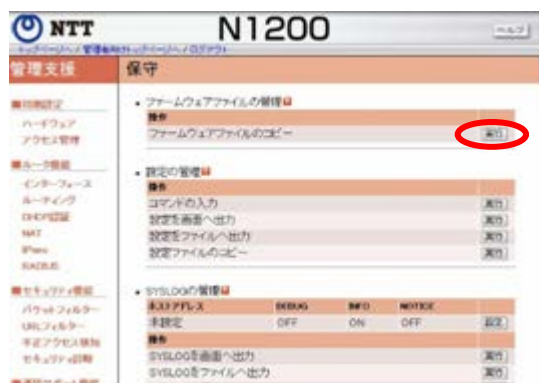 NTT
N1200
ヘルプ
トップページへ / 管理者向けトップページへ / ログアウト
管理支援
保守
■初期設定
ハードウェア
アクセス管理
■ルータ機能
インターフェース
ルーティング
DHCP認証
NAT
IPsec
RADIUS
■セキュリティ機能
パケットフィルター
URLフィルター
不正アクセス検知
セキュリティ診断
• ファームウェアファイルの管理
操作
ファームウェアファイルのコピー 実行
• 設定の管理
操作
コマンドの入力 実行
設定を画面へ出力 実行
設定をファイルへ出力 実行
設定ファイルのコピー 実行
• SYSLOGの管理
ホストアドレス DEBUG INFO NOTICE
未設定 OFF ON OFF 設定
操作
SYSLOGを画面へ出力 実行
SYSLOGをファイルへ出力 実行